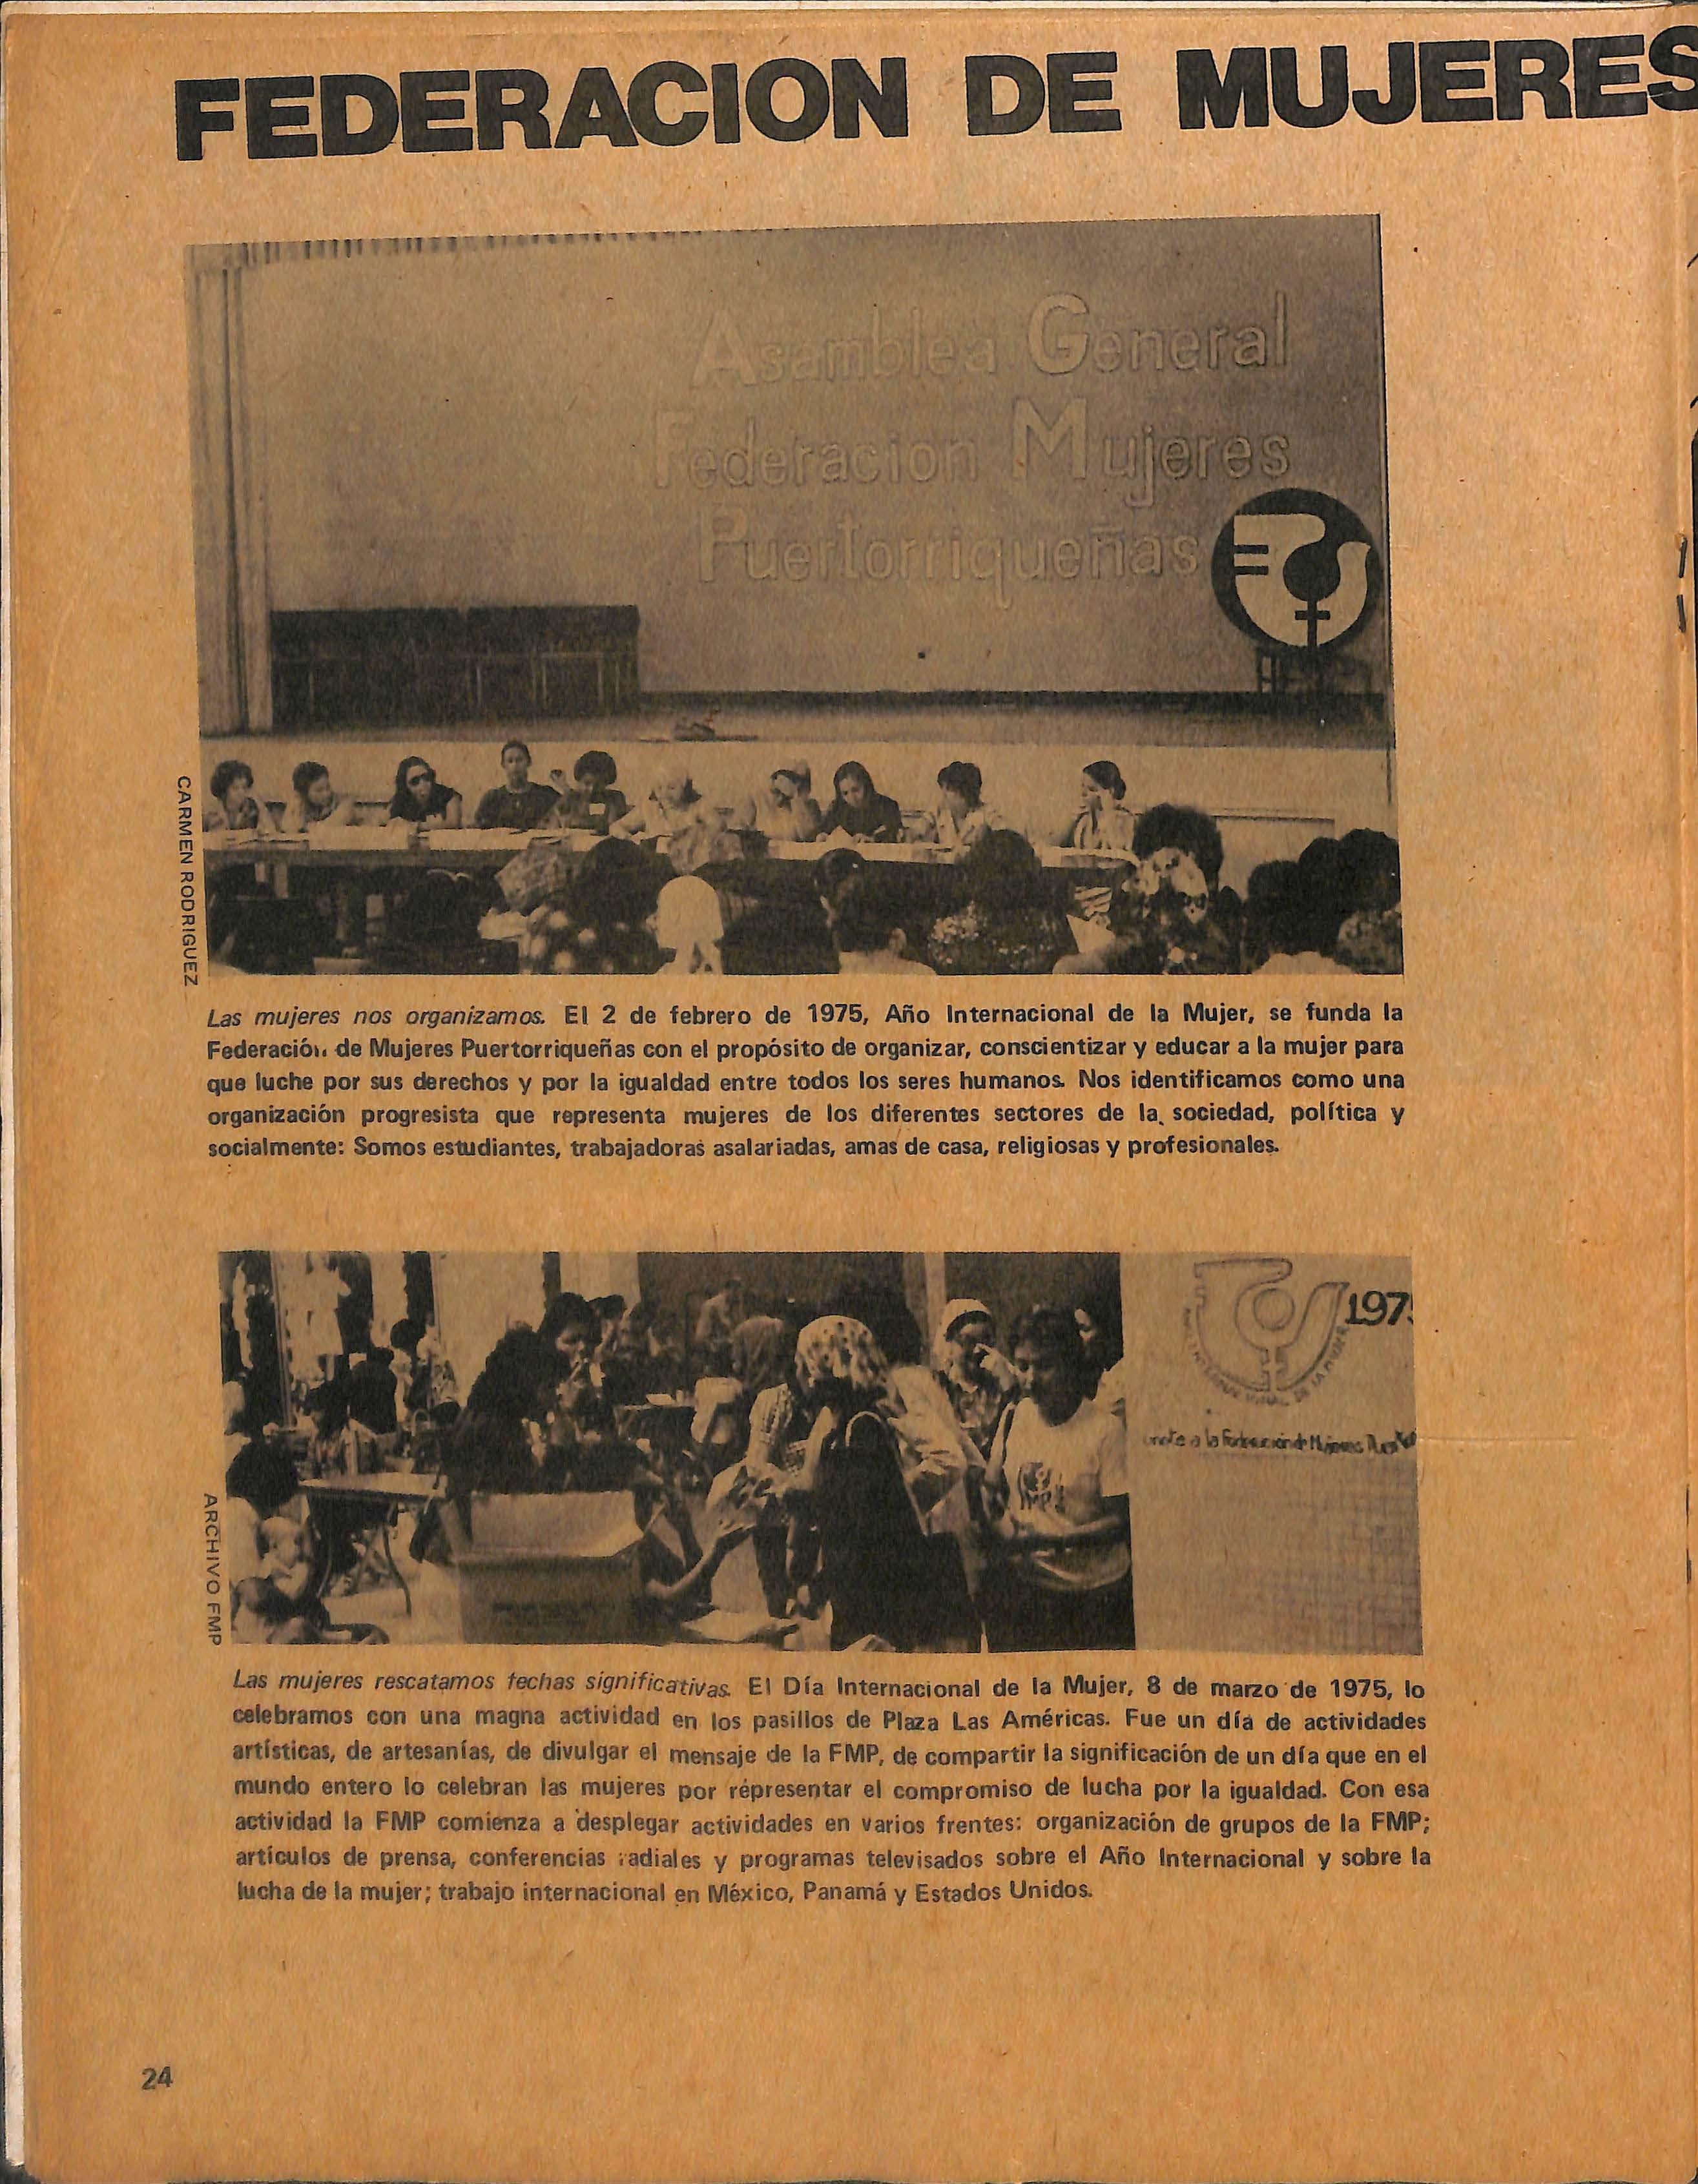 FEDERACION DE MUJERES
Asamblea General
Federacion Mujeres
Puertorriqueñas
CARMEN RODRIGUEZ
Las mujeres nos organizamos. El 2 de febrero de 1975, Año Internacional de la Mujer, se funda la
Federación de Mujeres Puertorriqueñas con el propósito de organizar, conscientizar y educar a la mujer para
que luche por sus derechos y por la igualdad entre todos los seres humanos. Nos identificamos como una
organización progresista que representa mujeres de los diferentes sectores de la sociedad, política y
socialmente: Somos estudiantes, trabajadoras asalariadas, amas de casa, religiosas y profesionales.
1975
a la Federación de Mujeres
FMP
ARCHIVO FMP
Las mujeres rescatamos fechas significativas. El Día Internacional de la Mujer, 8 de marzo de 1975, lo
celebramos con una magna actividad en los pasillos de Plaza Las Américas. Fue un día de actividades
artísticas, de artesanías, de divulgar el mensaje de la FMP, de compartir la significación de un día que en el
mundo entero lo celebran las mujeres por représentar el compromiso de lucha por la igualdad. Con esa
actividad la FMP comienza a desplegar actividades en varios frentes: organización de grupos de la FMP;
artículos de prensa, conferencias radiales y programas televisados sobre el Año Internacional y sobre la
lucha de la mujer; trabajo internacional en México, Panamá y Estados Unidos.
24